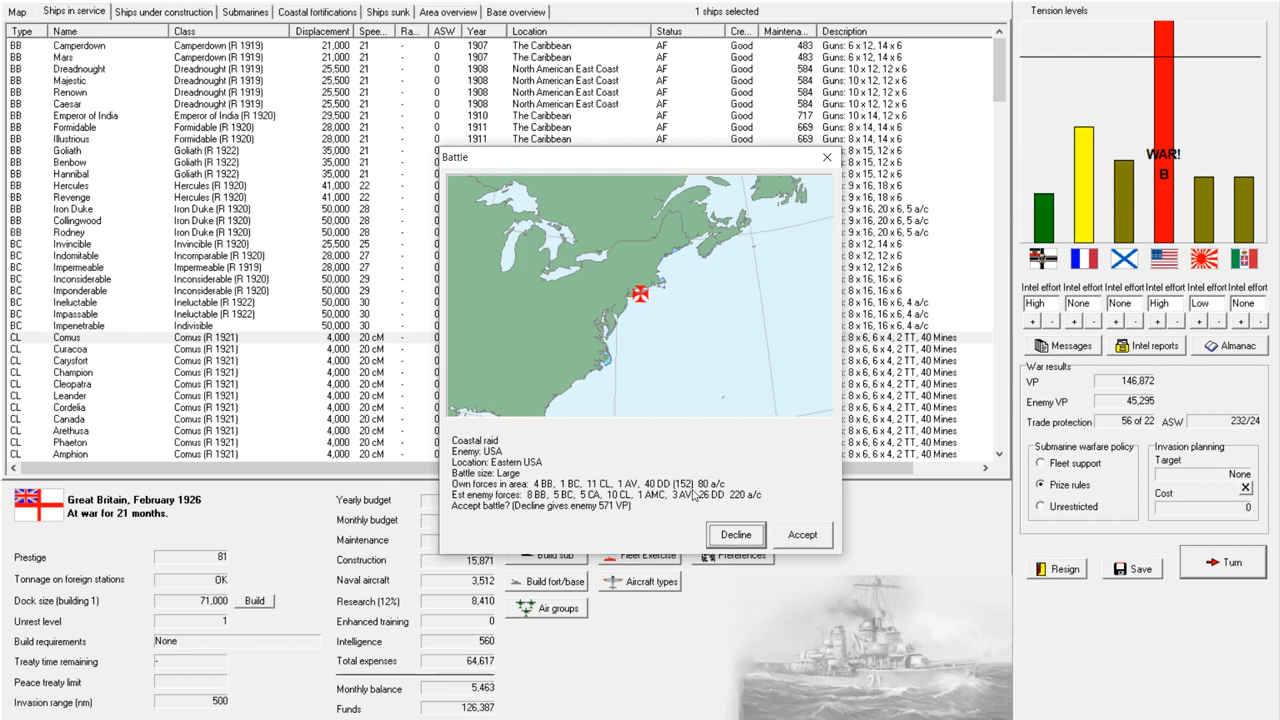 Map Ships in service Ships under construction Submarines Coastal fortifications Ships sunk Area overview Base overview 1 ships selected
Type Name Class Displacement Spee... Ra... ASW Year Location Status Cre... Maintena... Description
BB Camperdown Camperdown (R 1919) 21,000 21 - 0 1907 The Caribbean AF Good 483 Guns: 6 x 12, 14 x 6
BB Mars Camperdown (R 1919) 21,000 21 - 0 1907 The Caribbean AF Good 483 Guns: 6 x 12, 14 x 6
BB Dreadnought Dreadnought (R 1919) 25,500 21 - 0 1908 North American East Coast AF Good 584 Guns: 10 x 12, 12 x 6
BB Majestic Dreadnought (R 1919) 25,500 21 - 0 1908 North American East Coast AF Good 584 Guns: 10 x 12, 12 x 6
BB Renown Dreadnought (R 1919) 25,500 21 - 0 1908 North American East Coast AF Good 584 Guns: 10 x 12, 12 x 6
BB Caesar Dreadnought (R 1919) 25,500 21 - 0 1908 North American East Coast AF Good 584 Guns: 10 x 12, 12 x 6
BB Emperor of India Emperor of India (R 1920) 29,500 21 - 0 1910 The Caribbean AF Good 717 Guns: 10 x 14, 12 x 6
BB Formidable Formidable (R 1920) 28,000 21 - 0 1911 The Caribbean AF Good 669 Guns: 8 x 14, 14 x 6
BB Illustrious Formidable (R 1920) 28,000 21 - 0 1911 The Caribbean AF Good 669 Guns: 8 x 14, 14 x 6
BB Goliath Goliath (R 1922) 35,000 21 - : 8 x 15, 12 x 6
BB Benbow Goliath (R 1922) 35,000 21 - : 8 x 15, 12 x 6
BB Hannibal Goliath (R 1922) 35,000 21 - : 8 x 15, 12 x 6
BB Hercules Hercules (R 1920) 41,000 22 - : 9 x 16, 18 x 6
BB Revenge Hercules (R 1920) 41,000 22 - : 9 x 16, 18 x 6
BB Iron Duke Iron Duke (R 1920) 50,000 28 - : 9 x 16, 20 x 6, 5 a/c
BB Collingwood Iron Duke (R 1920) 50,000 28 - : 9 x 16, 20 x 6, 5 a/c
BB Rodney Iron Duke (R 1922) 50,000 28 - : 9 x 16, 20 x 6, 5 a/c
BC Invincible Invincible (R 1920) 25,500 25 - : 8 x 12, 14 x 6
BC Indomitable Incomparable (R 1920) 28,000 27 - : 9 x 12, 16 x 6
BC Impermeable Impermeable (R 1919) 28,000 27 - : 9 x 12, 12 x 6
BC Inconsiderable Inconsiderable (R 1920) 43,000 29 - : 8 x 16, 16 x 6
BC Imponderable Inconsiderable (R 1920) 43,000 29 - : 8 x 16, 16 x 6
BC Ineluctable Ineluctable (R 1922) 45,000 30 - : 8 x 16, 16 x 6, 4 a/c
BC Impassable Ineluctable (R 1922) 45,000 30 - : 8 x 16, 16 x 6, 4 a/c
BC Impenetrable Indivisible 45,000 30 - : 8 x 16, 16 x 6, 6 a/c
CL Comus Comus (R 1921) 4,000 20 cM : 8 x 6, 6 x 4, 2 TT, 40 Mines
CL Curacoa Comus (R 1921) 4,000 20 cM : 8 x 6, 6 x 4, 2 TT, 40 Mines
CL Carysfort Comus (R 1921) 4,000 20 cM : 8 x 6, 6 x 4, 2 TT, 40 Mines
CL Champion Comus (R 1921) 4,000 20 cM : 8 x 6, 6 x 4, 2 TT, 40 Mines
CL Cleopatra Comus (R 1921) 4,000 20 cM : 8 x 6, 6 x 4, 2 TT, 40 Mines
CL Leander Comus (R 1921) 4,000 20 cM : 8 x 6, 6 x 4, 2 TT, 40 Mines
CL Cordelia Comus (R 1921) 4,000 20 cM : 8 x 6, 6 x 4, 2 TT, 40 Mines
CL Canada Comus (R 1921) 4,000 20 cM : 8 x 6, 6 x 4, 2 TT, 40 Mines
CL Arethusa Comus (R 1921) 4,000 20 cM : 8 x 6, 6 x 4, 2 TT, 40 Mines
CL Phaeton Comus (R 1921) 4,000 20 cM : 8 x 6, 6 x 4, 2 TT, 40 Mines
CL Amphion Comus (R 1921) 4,000 20 cM : 8 x 6, 6 x 4, 2 TT, 40 Mines
Battle
Coastal raid
Enemy: USA
Location: Eastern USA
Battle size: Large
Own forces in area: 4 BB, 1 BC, 11 CL, 1 AV, 40 DD (152) 80 a/c
Est enemy forces: 8 BB, 5 BC, 5 CA, 10 CL, 1 AMC, 3 AV, 26 DD 220 a/c
Accept battle? (Decline gives enemy 571 VP)
Decline Accept
Great Britain, February 1926
At war for 21 months.
Prestige 81
Tonnage on foreign stations OK
Dock size (building 1) 71,000 Build
Unrest level 1
Build requirements None
Treaty time remaining -
Peace treaty limit
Invasion range (nm) 500
Yearly budget
Monthly budget
Maintenance
Construction 15,871
Naval aircraft 3,512
Research (12%) 8,410
Enhanced training 0
Intelligence 560
Total expenses 64,617
Monthly balance 5,463
Funds 126,387
Build sub Fleet Exercise Preferences
Build fort/base Aircraft types
Air groups
Tension levels
WAR!
B
Intel effort Intel effort Intel effort Intel effort Intel effort Intel effort
High None None High Low None
+ - + - + - + - + - + -
Messages Intel reports Almanac
War results
VP 146,872
Enemy VP 45,295
Trade protection 56 of 22 ASW 232/24
Submarine warfare policy
Fleet support
Prize rules
Unrestricted
Invasion planning
Target
None
Cost X
0
Resign Save Turn